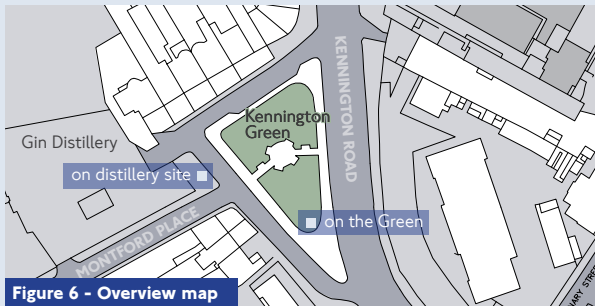 KENNINGTON ROAD
Kennington
Green
Gin Distillery
on distillery site
on the Green
MONTFORD PLACE
Figure 6 - Overview map